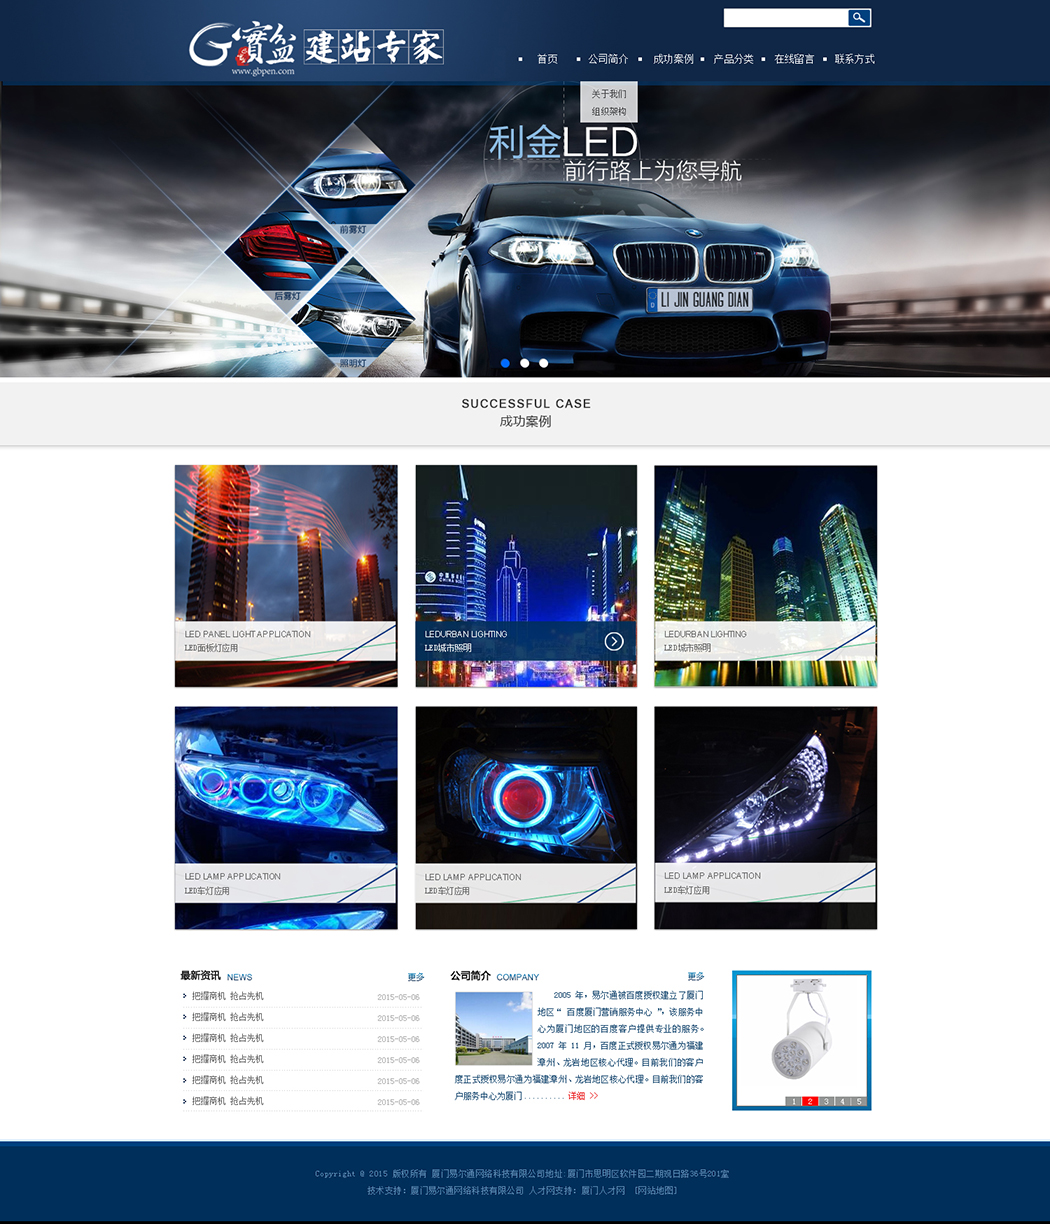 G寶盆 建站专家
www.gbpen.com
首页 公司简介 成功案例 产品分类 在线留言 联系方式
关于我们
组织架构
利金LED
前行路上为您导航
前雾灯
后雾灯
照明灯
LI JIN GUANG DIAN
SUCCESSFUL CASE
成功案例
LED PANEL LIGHT APPLICATION
LED面板灯应用
LEDURBAN LIGHTING
LED城市照明
LEDURBAN LIGHTING
LED城市照明
LED LAMP APPLICATION
LED车灯应用
LED LAMP APPLICATION
LED车灯应用
LED LAMP APPLICATION
LED车灯应用
最新资讯 NEWS 更多
把握商机 抢占先机 2015-05-06
把握商机 抢占先机 2015-05-06
把握商机 抢占先机 2015-05-06
把握商机 抢占先机 2015-05-06
把握商机 抢占先机 2015-05-06
把握商机 抢占先机 2015-05-06
公司简介 COMPANY 更多
2005 年，易尔通被百度授权建立了厦门
地区“ 百度厦门营销服务中心 ”，该服务中
心为厦门地区的百度客户提供专业的服务。
2007 年 11 月，百度正式授权易尔通为福建
漳州、龙岩地区核心代理。目前我们的客户
度正式授权易尔通为福建漳州、龙岩地区核心代理。目前我们的客
户服务中心为厦门.......... 详细 >>
1 2 3 4 5
Copyright @ 2015 版权所有 厦门易尔通网络科技有限公司地址:厦门市思明区软件园二期观日路36号201室
技术支持: 厦门易尔通网络科技有限公司 人才网支持: 厦门人才网 [网站地图]